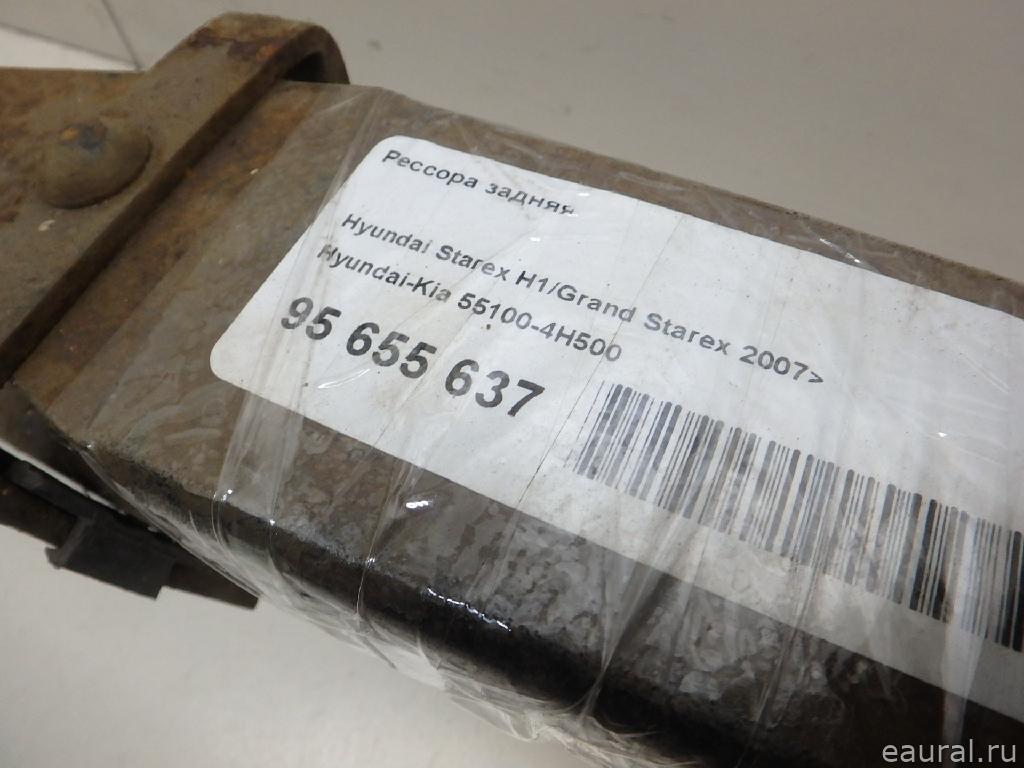 Рессора задняя
Hyundai Starex H1/Grand Starex 2007>
Hyundai-Kia 55100-4H500
95 655 637
eaural.ru